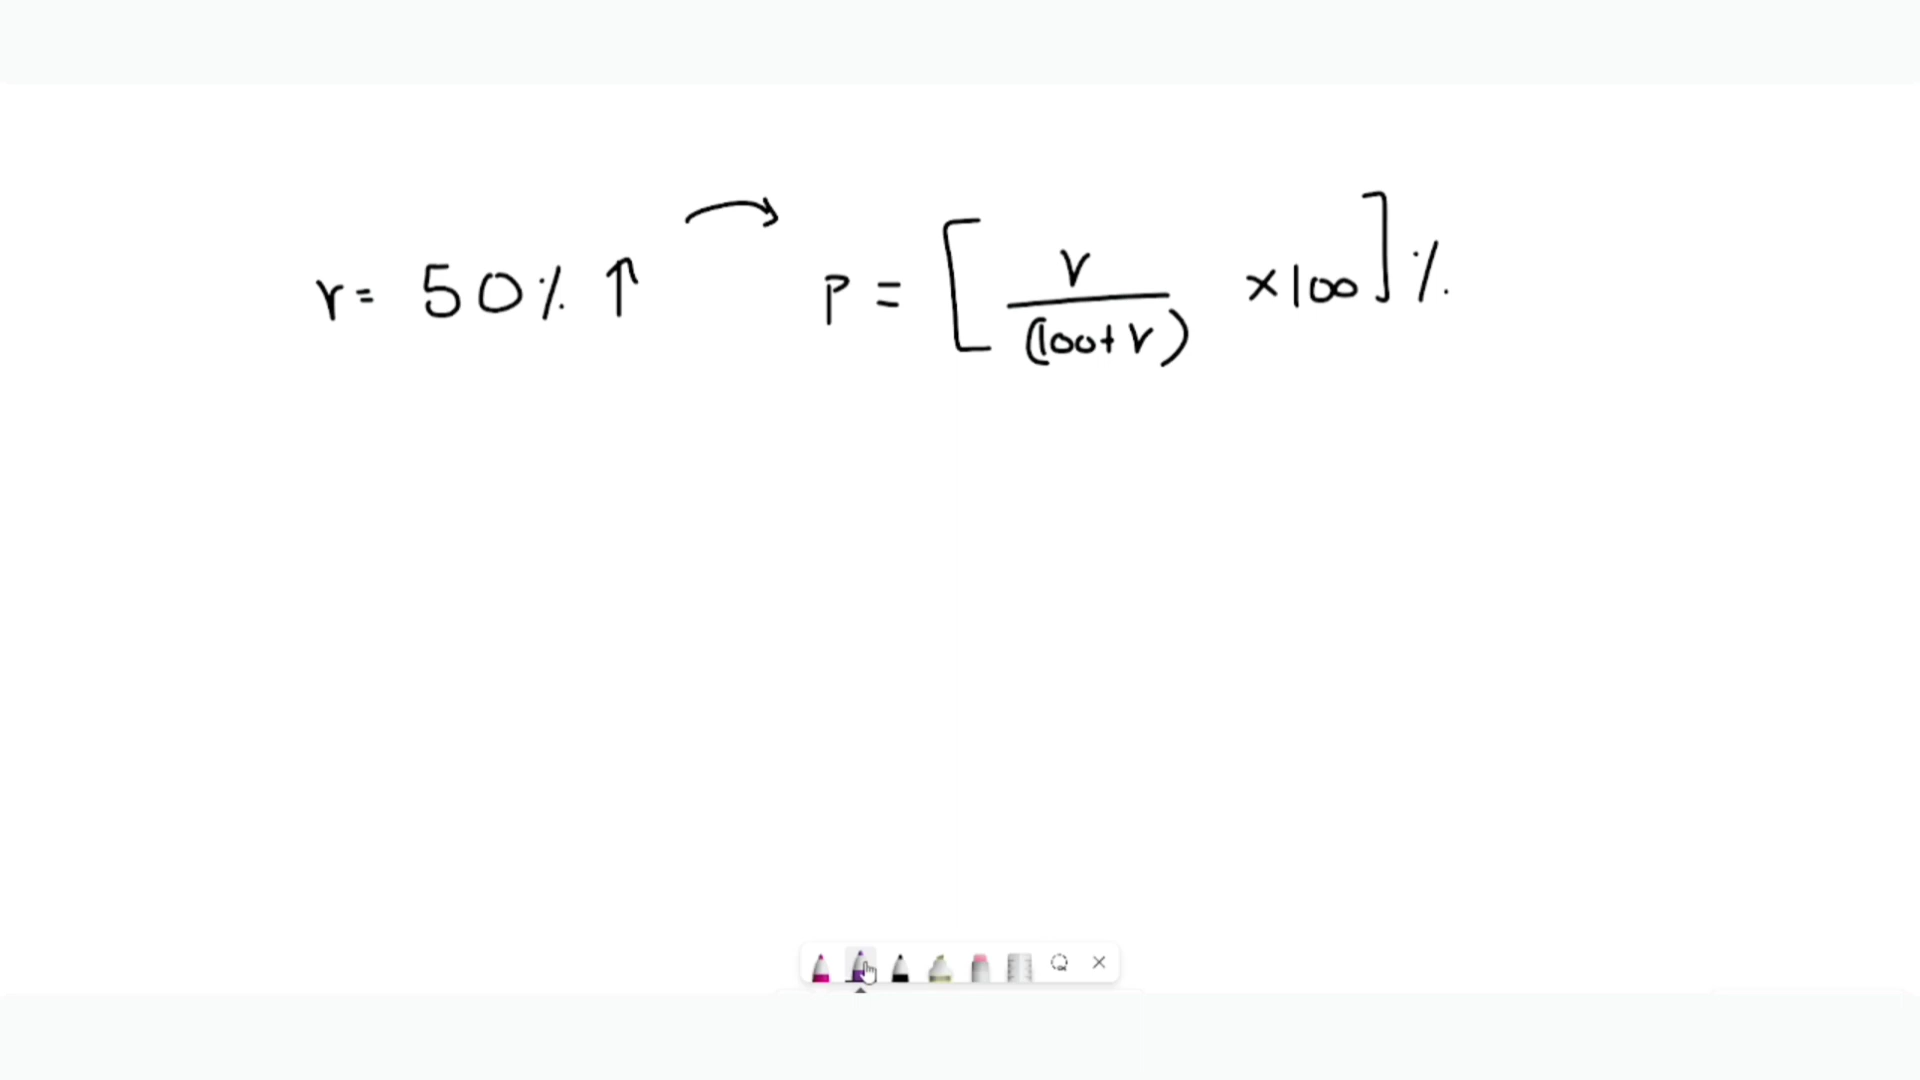 r = 50% ↑ → P = [ r / (100 + r) × 100 ] %.